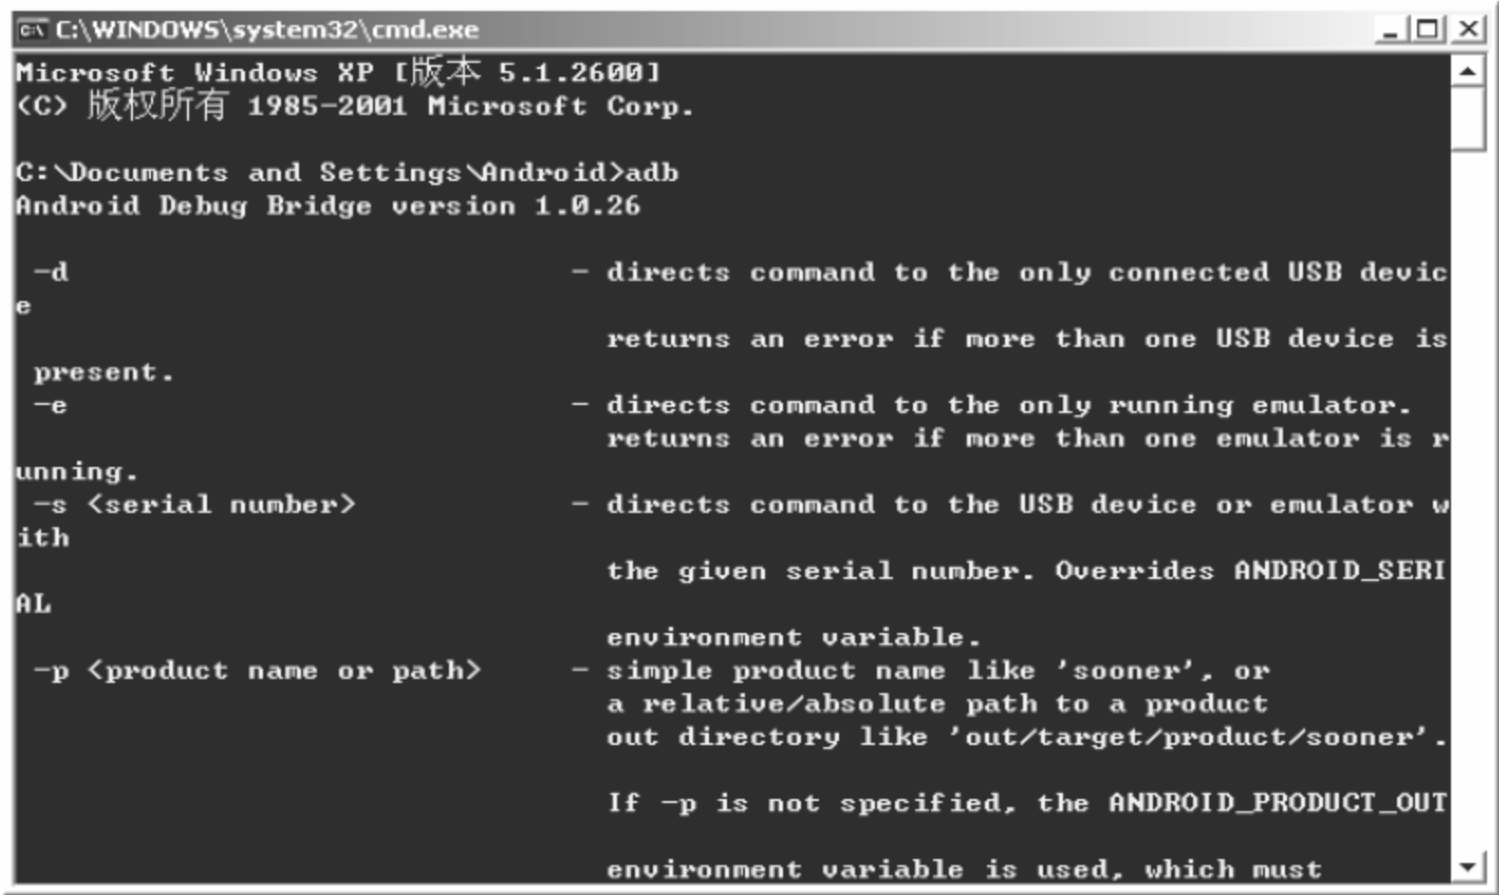 C:\WINDOWS\system32\cmd.exe
Microsoft Windows XP [版本 5.1.2600]
(C) 版权所有 1985-2001 Microsoft Corp.
C:\Documents and Settings\Android>adb
Android Debug Bridge version 1.0.26
-d - directs command to the only connected USB devic
e
returns an error if more than one USB device is
present.
-e - directs command to the only running emulator.
returns an error if more than one emulator is r
unning.
-s <serial number> - directs command to the USB device or emulator w
ith
the given serial number. Overrides ANDROID_SERI
AL
environment variable.
-p <product name or path> - simple product name like 'sooner', or
a relative/absolute path to a product
out directory like 'out/target/product/sooner'.
If -p is not specified, the ANDROID_PRODUCT_OUT
environment variable is used, which must